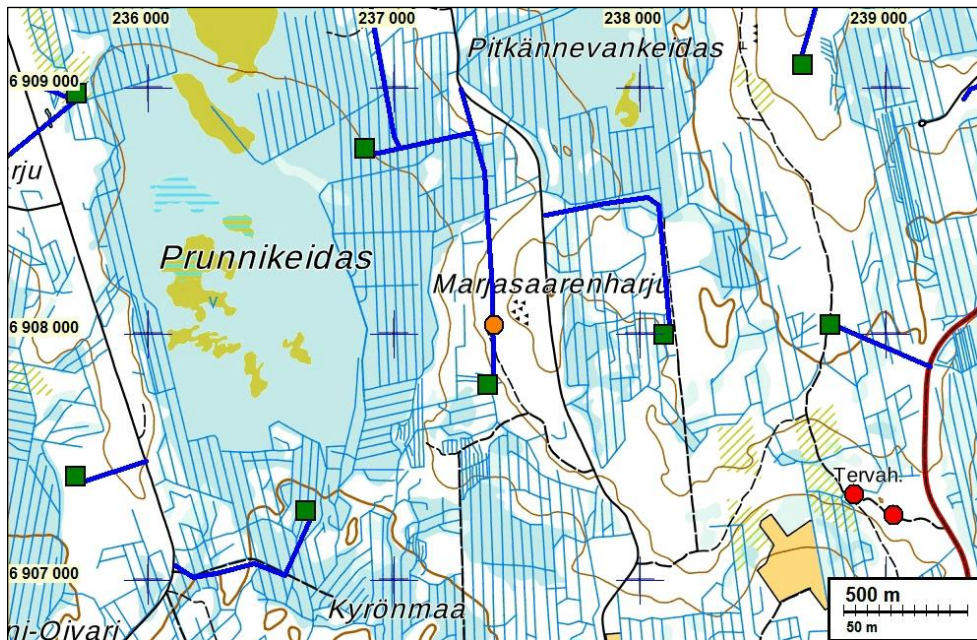 236 000
237 000
238 000
239 000
Pitkännevankeidas
6 909 000
rju
Prunnikeidas
Marjasaarenharju
6 908 000
Tervah.
6 907 000
500 m
50 m
Kyrönmaa
ni-Oivari